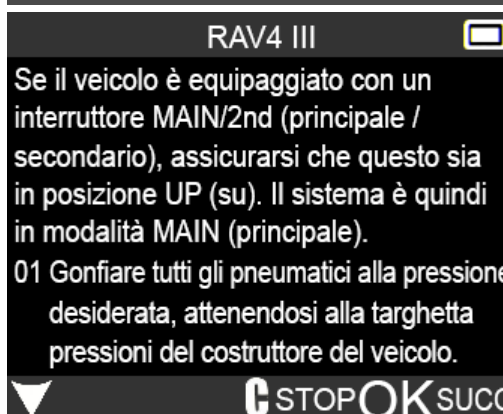 RAV4 III
Se il veicolo è equipaggiato con un
interruttore MAIN/2nd (principale /
secondario), assicurarsi che questo sia
in posizione UP (su). Il sistema è quindi
in modalità MAIN (principale).
01 Gonfiare tutti gli pneumatici alla pressione
desiderata, attenendosi alla targhetta
pressioni del costruttore del veicolo.
C STOP OK SUCC